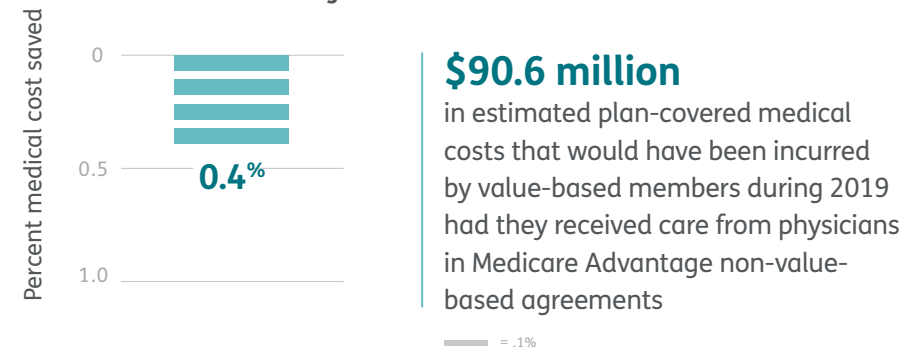 Percent medical cost saved
0
0.5
0.4%
1.0
$90.6 million
in estimated plan-covered medical
costs that would have been incurred
by value-based members during 2019
had they received care from physicians
in Medicare Advantage non-value-
based agreements
= .1%